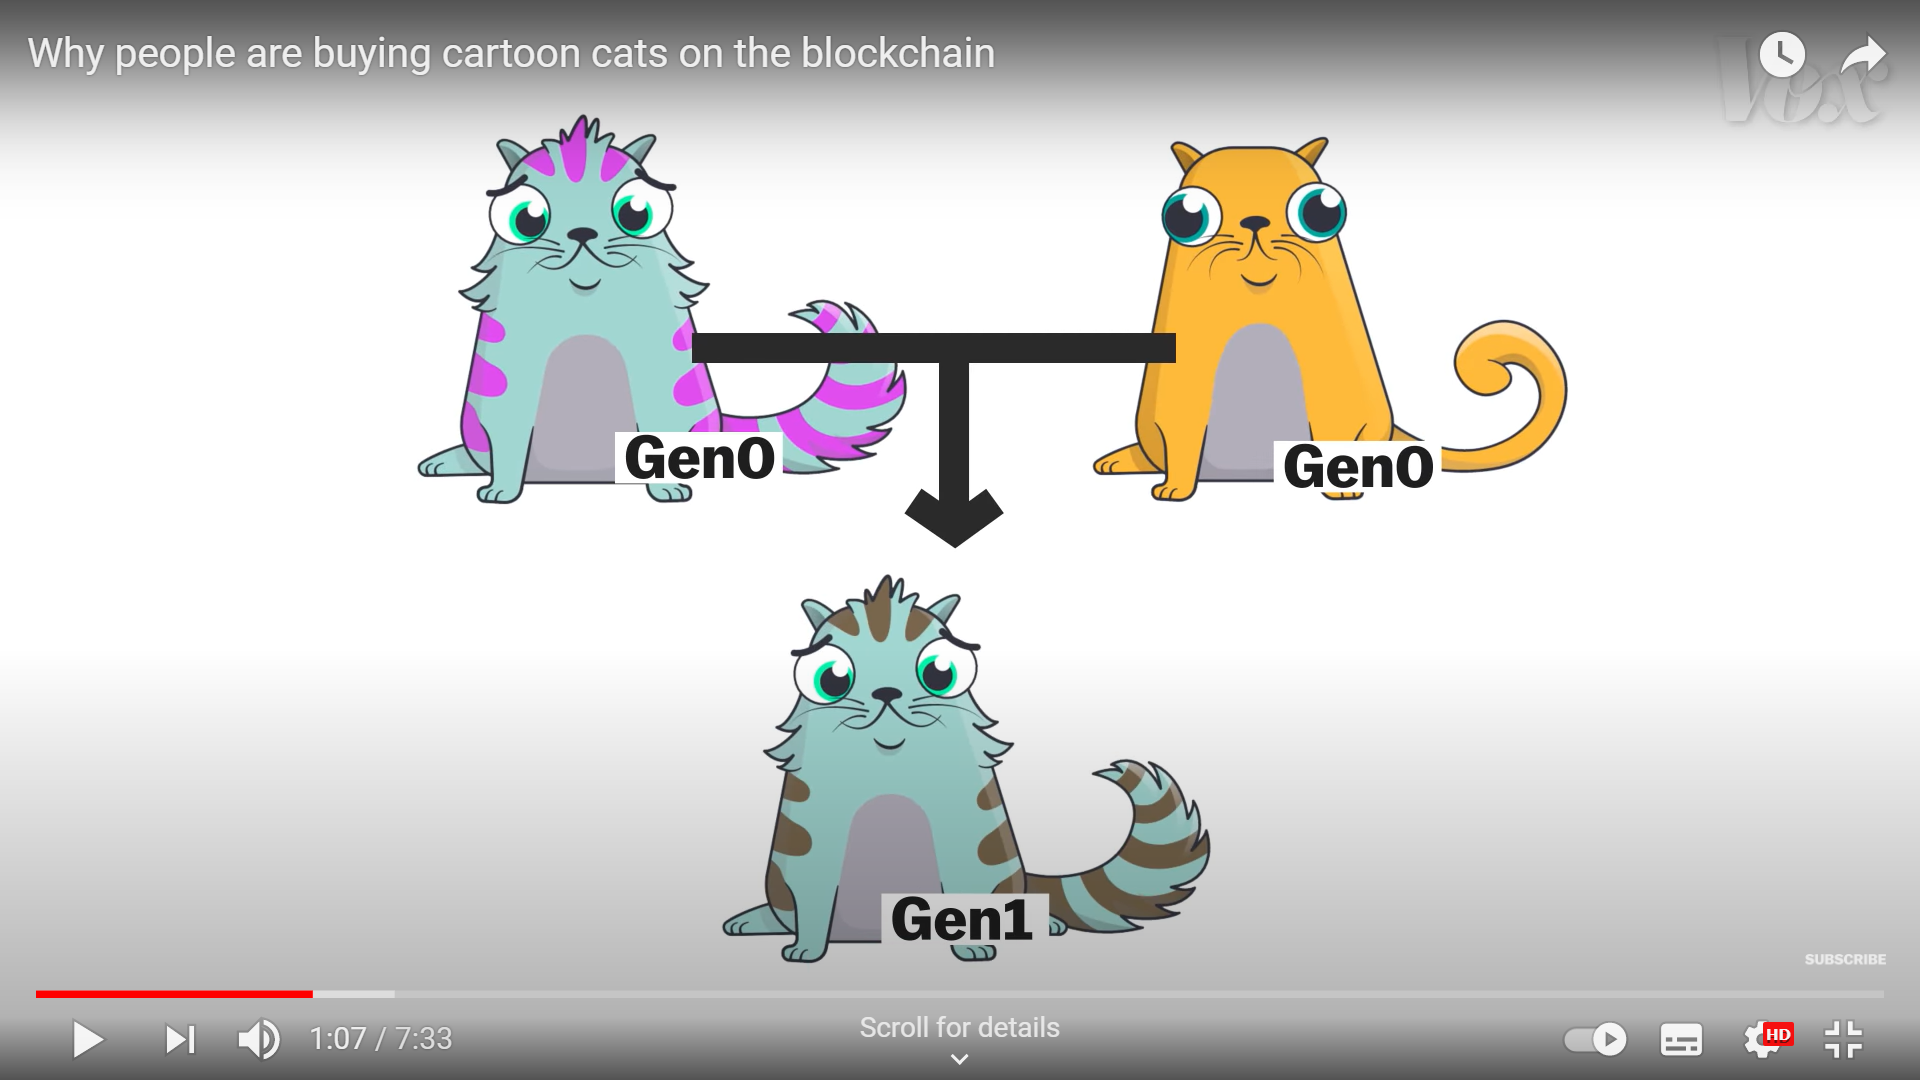 Why people are buying cartoon cats on the blockchain
Vox
Gen0
Gen0
Gen1
SUBSCRIBE
1:07 / 7:33
Scroll for details
HD